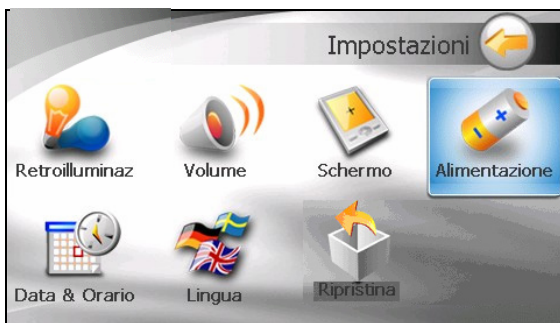 Impostazioni
Retroilluminaz
Volume
Schermo
Alimentazione
Data & Orario
Lingua
Ripristina